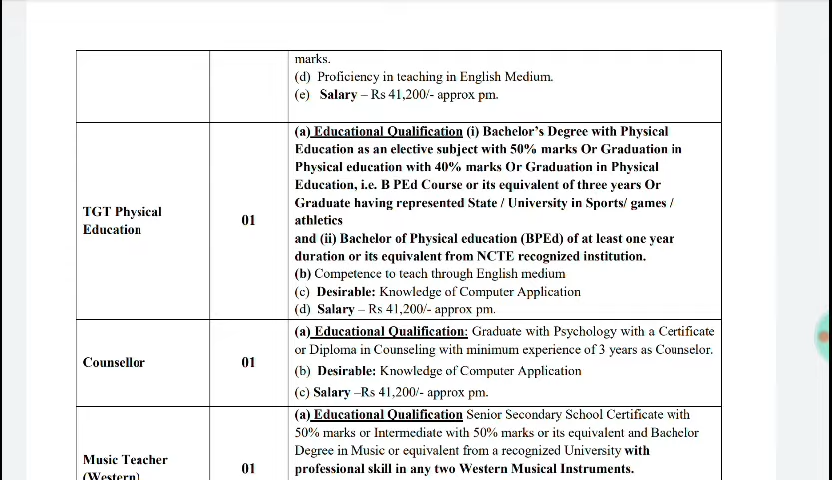 marks.
(d) Proficiency in teaching in English Medium.
(e) Salary – Rs 41,200/- approx pm.
TGT Physical
Education
01
(a) Educational Qualification (i) Bachelor's Degree with Physical
Education as an elective subject with 50% marks Or Graduation in
Physical education with 40% marks Or Graduation in Physical
Education, i.e. B PEd Course or its equivalent of three years Or
Graduate having represented State / University in Sports/ games /
athletics
and (ii) Bachelor of Physical education (BPEd) of at least one year
duration or its equivalent from NCTE recognized institution.
(b) Competence to teach through English medium
(c) Desirable: Knowledge of Computer Application
(d) Salary – Rs 41,200/- approx pm.
Counsellor
01
(a) Educational Qualification: Graduate with Psychology with a Certificate
or Diploma in Counseling with minimum experience of 3 years as Counselor.
(b) Desirable: Knowledge of Computer Application
(c) Salary –Rs 41,200/- approx pm.
Music Teacher
(Western)
01
(a) Educational Qualification Senior Secondary School Certificate with
50% marks or Intermediate with 50% marks or its equivalent and Bachelor
Degree in Music or equivalent from a recognized University with
professional skill in any two Western Musical Instruments.